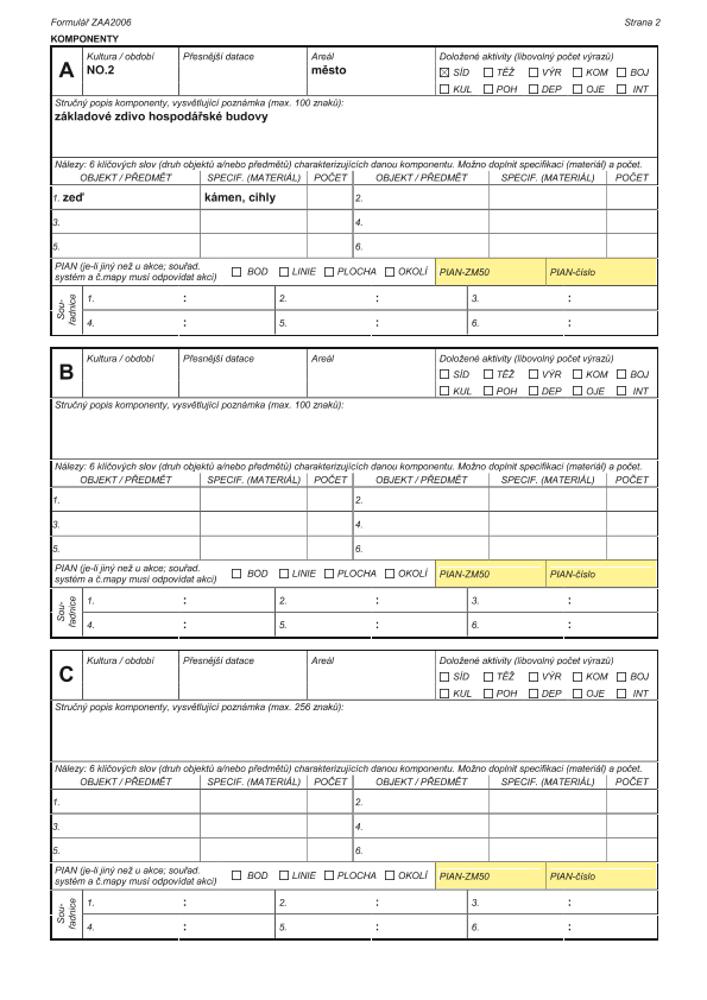 Formulář ZAA2006 Strana 2
KOMPONENTY
A Kultura / období Přesnější datace Areál Doložené aktivity (libovolný počet výrazů)
NO.2 město
☒ SÍD ☐ TĚŽ ☐ VÝR ☐ KOM ☐ BOJ
☐ KUL ☐ POH ☐ DEP ☐ OJE ☐ INT
Stručný popis komponenty, vysvětlující poznámka (max. 100 znaků):
základové zdivo hospodářské budovy
Nálezy: 6 klíčových slov (druh objektů a/nebo předmětů) charakterizujících danou komponentu. Možno doplnit specifikaci (materiál) a počet.
OBJEKT / PŘEDMĚT SPECIF. (MATERIÁL) POČET OBJEKT / PŘEDMĚT SPECIF. (MATERIÁL) POČET
1. zeď kámen, cihly 2.
3. 4.
5. 6.
PIAN (je-li jiný než u akce; souřad.
systém a č.mapy musí odpovídat akci) ☐ BOD ☐ LINIE ☐ PLOCHA ☐ OKOLÍ PIAN-ZM50 PIAN-číslo
Sou-
řadnice
1. : 2. : 3. :
4. : 5. : 6. :
B Kultura / období Přesnější datace Areál Doložené aktivity (libovolný počet výrazů)
☐ SÍD ☐ TĚŽ ☐ VÝR ☐ KOM ☐ BOJ
☐ KUL ☐ POH ☐ DEP ☐ OJE ☐ INT
Stručný popis komponenty, vysvětlující poznámka (max. 100 znaků):
Nálezy: 6 klíčových slov (druh objektů a/nebo předmětů) charakterizujících danou komponentu. Možno doplnit specifikaci (materiál) a počet.
OBJEKT / PŘEDMĚT SPECIF. (MATERIÁL) POČET OBJEKT / PŘEDMĚT SPECIF. (MATERIÁL) POČET
1. 2.
3. 4.
5. 6.
PIAN (je-li jiný než u akce; souřad.
systém a č.mapy musí odpovídat akci) ☐ BOD ☐ LINIE ☐ PLOCHA ☐ OKOLÍ PIAN-ZM50 PIAN-číslo
Sou-
řadnice
1. : 2. : 3. :
4. : 5. : 6. :
C Kultura / období Přesnější datace Areál Doložené aktivity (libovolný počet výrazů)
☐ SÍD ☐ TĚŽ ☐ VÝR ☐ KOM ☐ BOJ
☐ KUL ☐ POH ☐ DEP ☐ OJE ☐ INT
Stručný popis komponenty, vysvětlující poznámka (max. 256 znaků):
Nálezy: 6 klíčových slov (druh objektů a/nebo předmětů) charakterizujících danou komponentu. Možno doplnit specifikaci (materiál) a počet.
OBJEKT / PŘEDMĚT SPECIF. (MATERIÁL) POČET OBJEKT / PŘEDMĚT SPECIF. (MATERIÁL) POČET
1. 2.
3. 4.
5. 6.
PIAN (je-li jiný než u akce; souřad.
systém a č.mapy musí odpovídat akci) ☐ BOD ☐ LINIE ☐ PLOCHA ☐ OKOLÍ PIAN-ZM50 PIAN-číslo
Sou-
řadnice
1. : 2. : 3. :
4. : 5. : 6. :